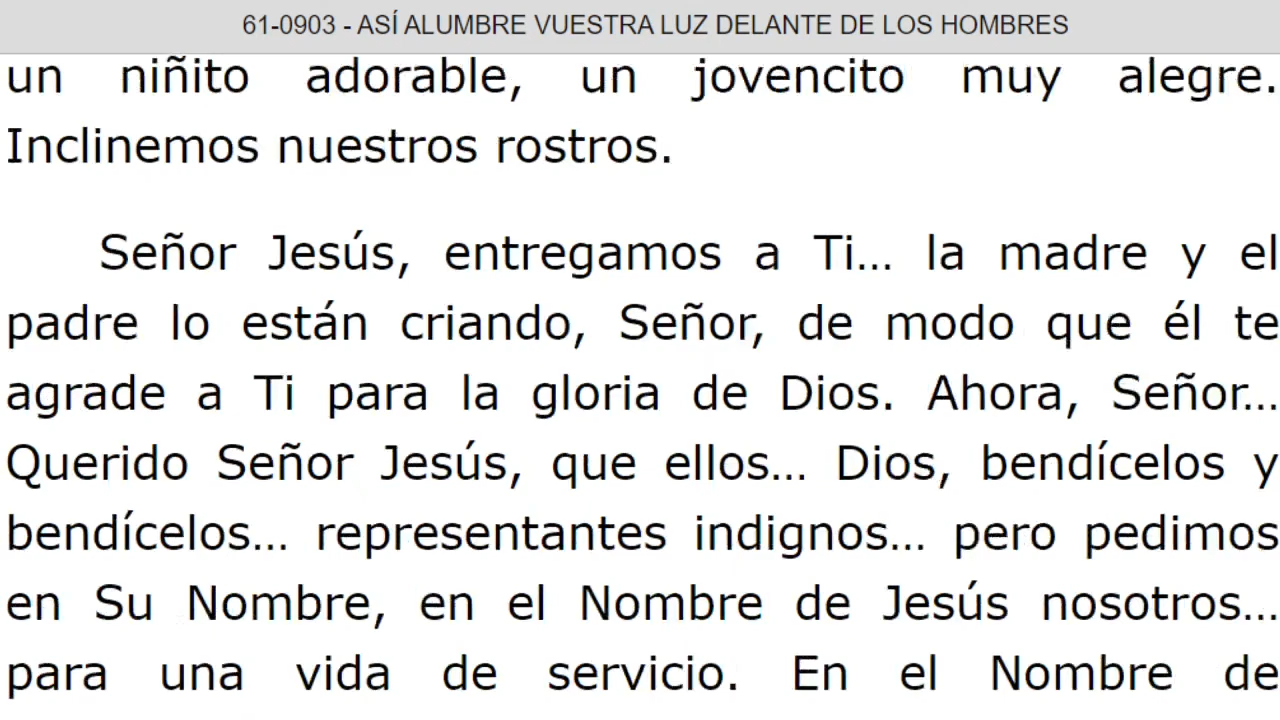 61-0903 - ASÍ ALUMBRE VUESTRA LUZ DELANTE DE LOS HOMBRES
un niñito adorable, un jovencito muy alegre.
Inclinemos nuestros rostros.
Señor Jesús, entregamos a Ti… la madre y el
padre lo están criando, Señor, de modo que él te
agrade a Ti para la gloria de Dios. Ahora, Señor…
Querido Señor Jesús, que ellos… Dios, bendícelos y
bendícelos… representantes indignos… pero pedimos
en Su Nombre, en el Nombre de Jesús nosotros…
para una vida de servicio. En el Nombre de